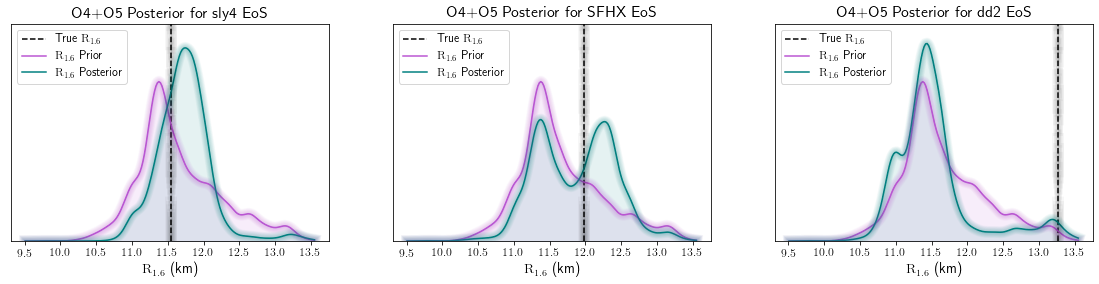 O4+O5 Posterior for sly4 EoS
True R1.6
R1.6 Prior
R1.6 Posterior
9.5 10.0 10.5 11.0 11.5 12.0 12.5 13.0 13.5
R1.6 (km)
O4+O5 Posterior for SFHX EoS
True R1.6
R1.6 Prior
R1.6 Posterior
9.5 10.0 10.5 11.0 11.5 12.0 12.5 13.0 13.5
R1.6 (km)
O4+O5 Posterior for dd2 EoS
True R1.6
R1.6 Prior
R1.6 Posterior
9.5 10.0 10.5 11.0 11.5 12.0 12.5 13.0 13.5
R1.6 (km)